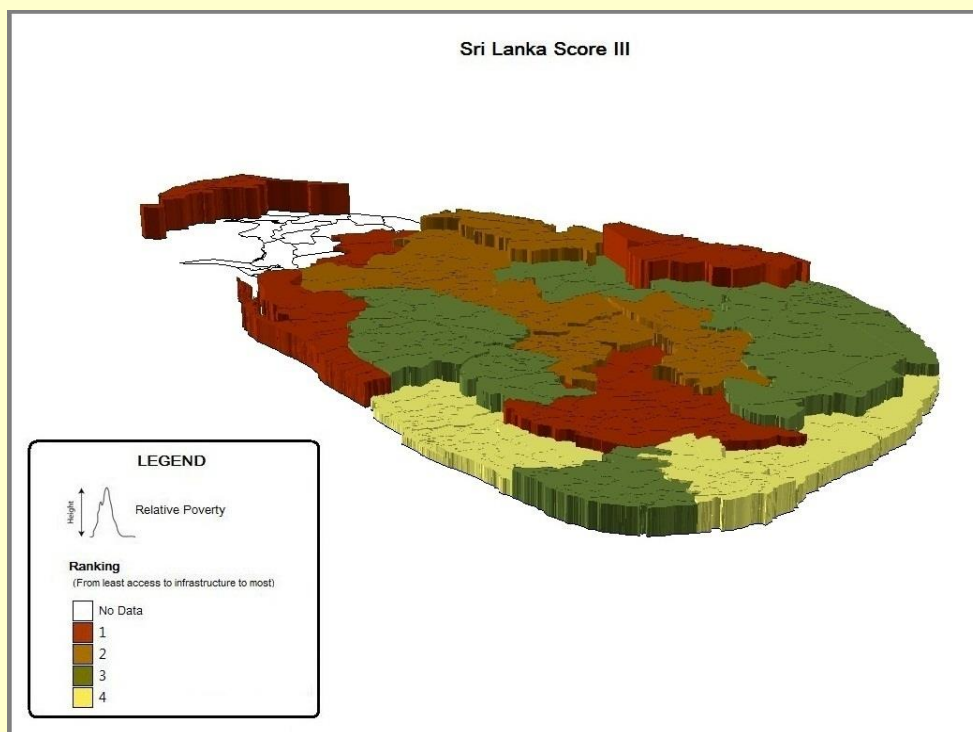 Sri Lanka Score III
LEGEND
Height
Relative Poverty
Ranking
(From least access to infrastructure to most)
No Data
1
2
3
4